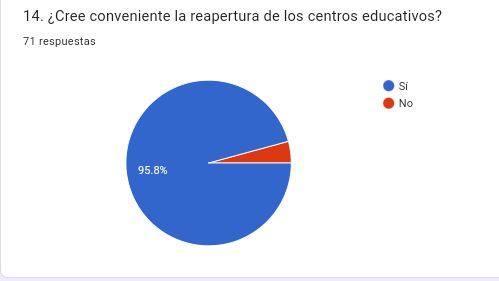 14. ¿Cree conveniente la reapertura de los centros educativos?
71 respuestas
Sí
No
95.8%